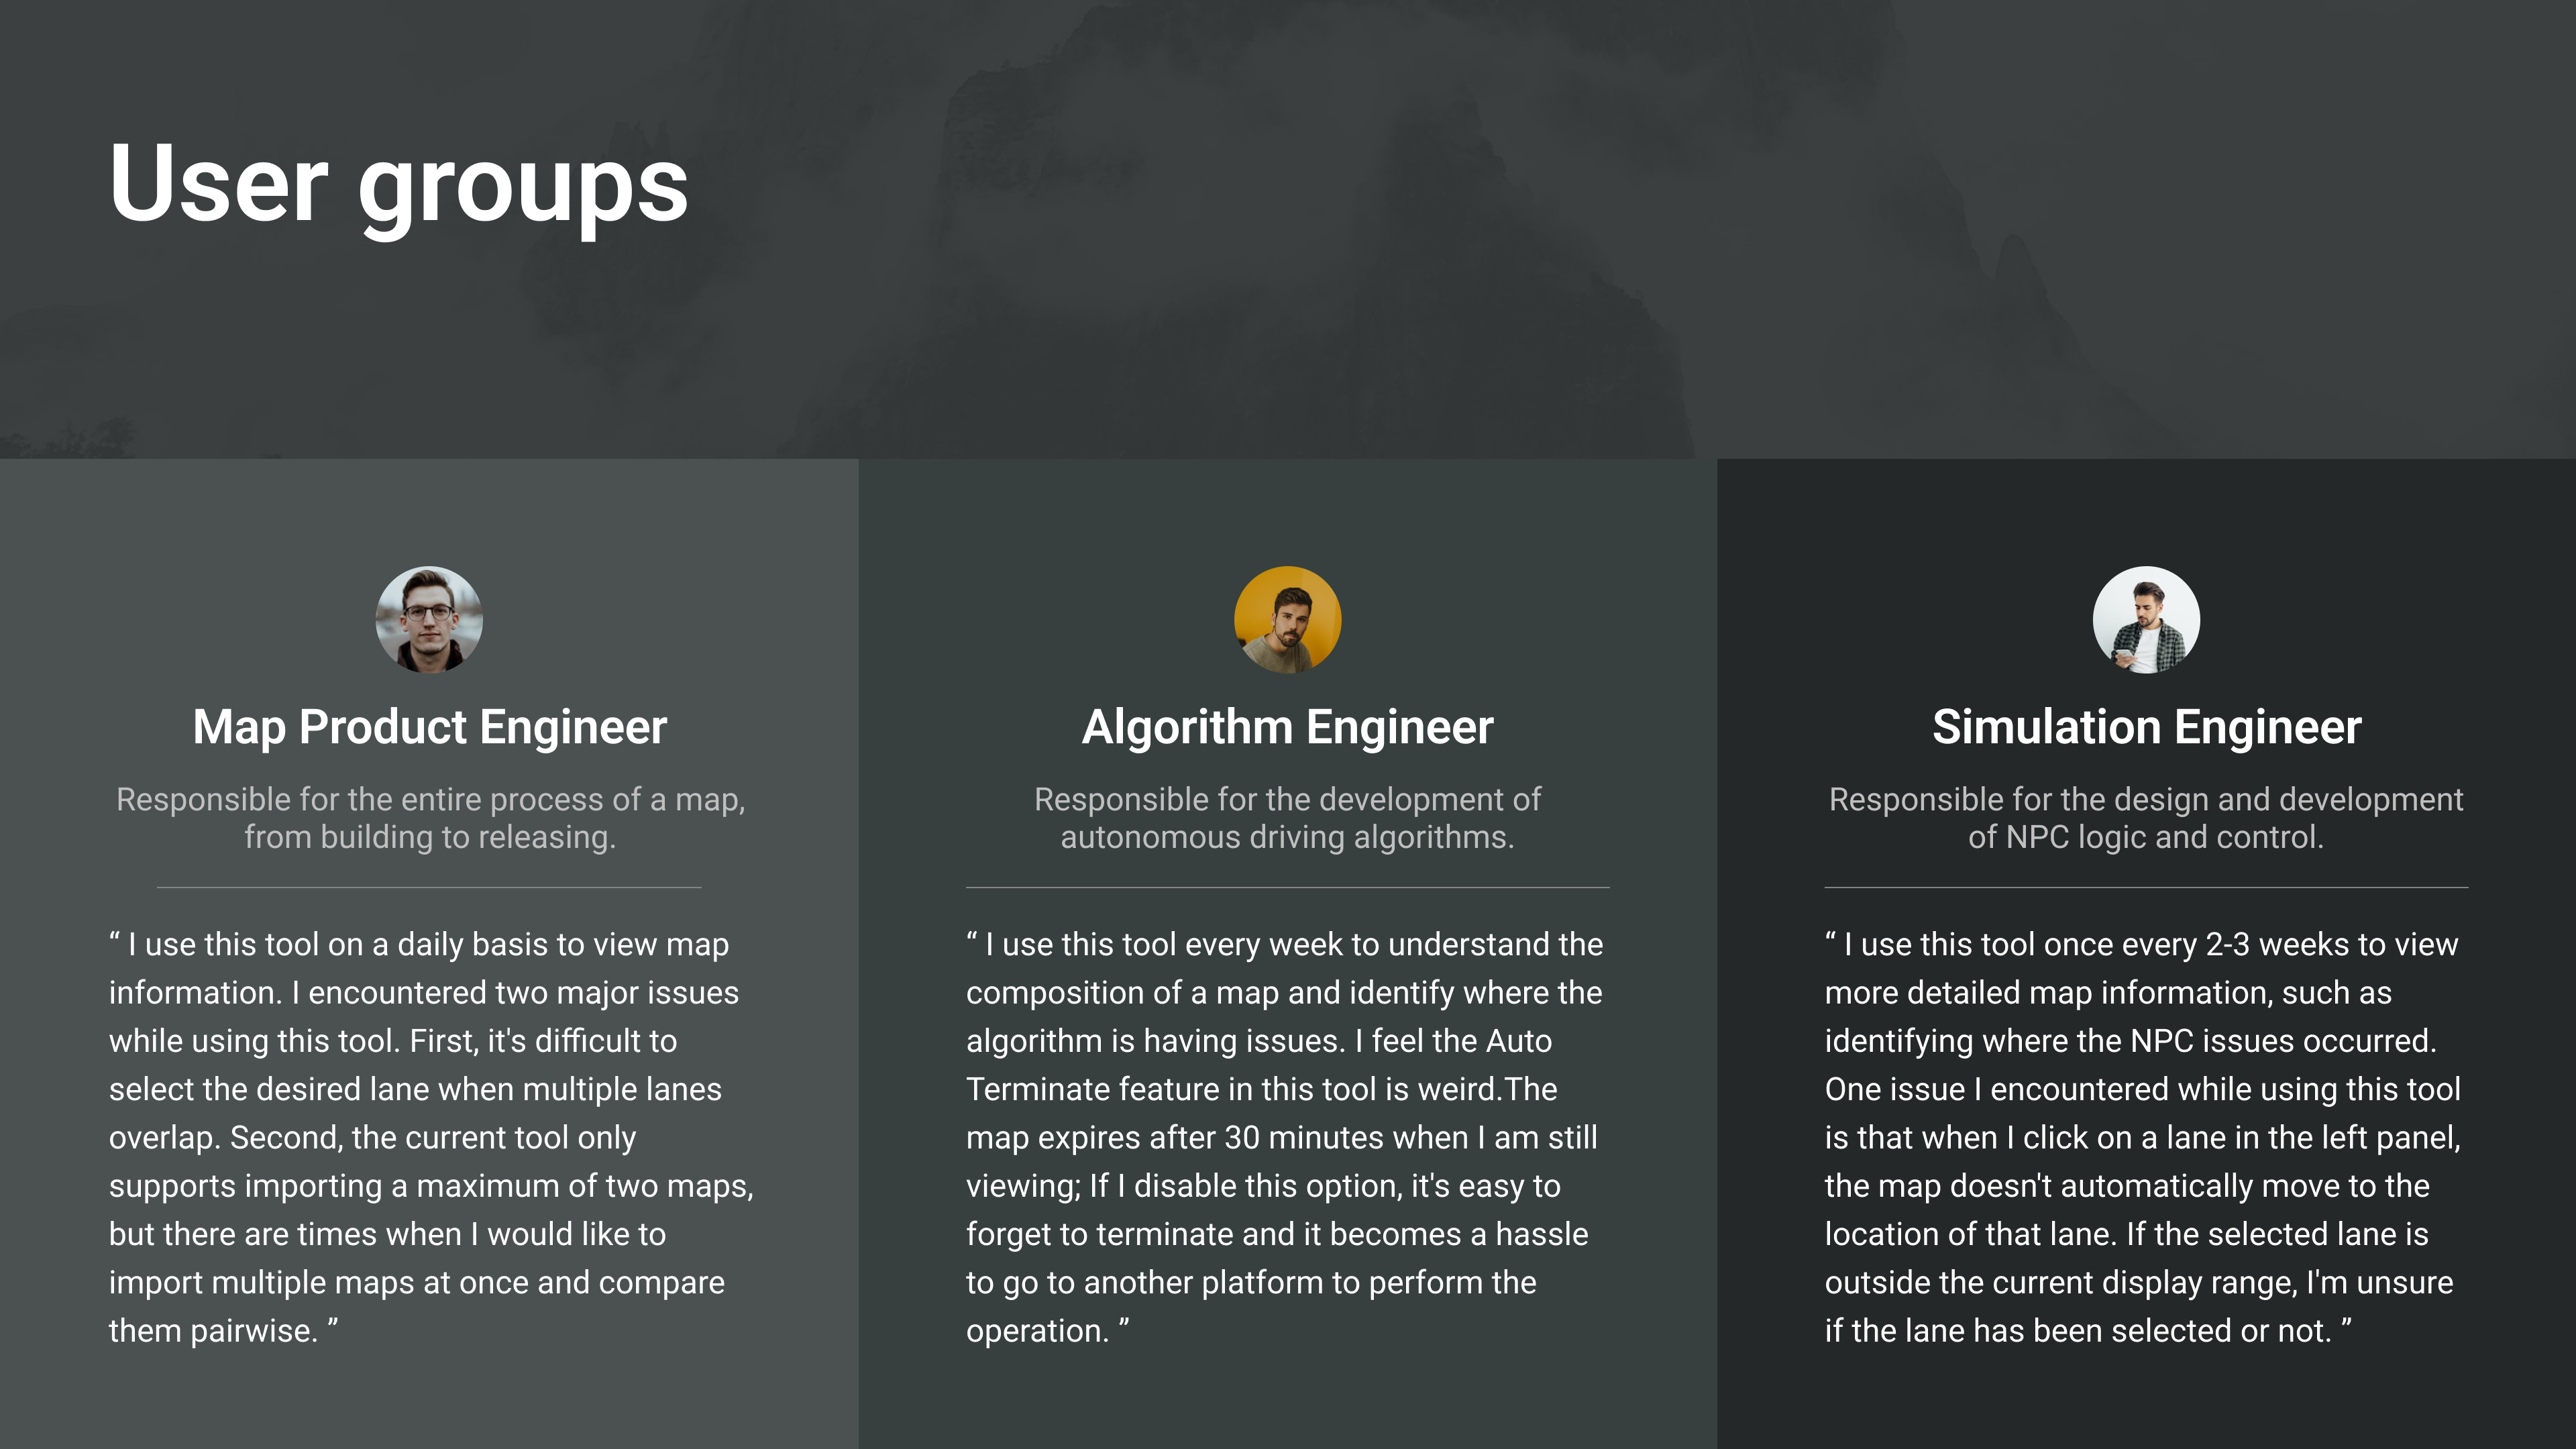 User groups
Map Product Engineer
Responsible for the entire process of a map,
from building to releasing.
“ I use this tool on a daily basis to view map
information. I encountered two major issues
while using this tool. First, it's difficult to
select the desired lane when multiple lanes
overlap. Second, the current tool only
supports importing a maximum of two maps,
but there are times when I would like to
import multiple maps at once and compare
them pairwise. ”
Algorithm Engineer
Responsible for the development of
autonomous driving algorithms.
“ I use this tool every week to understand the
composition of a map and identify where the
algorithm is having issues. I feel the Auto
Terminate feature in this tool is weird.The
map expires after 30 minutes when I am still
viewing; If I disable this option, it's easy to
forget to terminate and it becomes a hassle
to go to another platform to perform the
operation. ”
Simulation Engineer
Responsible for the design and development
of NPC logic and control.
“ I use this tool once every 2-3 weeks to view
more detailed map information, such as
identifying where the NPC issues occurred.
One issue I encountered while using this tool
is that when I click on a lane in the left panel,
the map doesn't automatically move to the
location of that lane. If the selected lane is
outside the current display range, I'm unsure
if the lane has been selected or not. ”